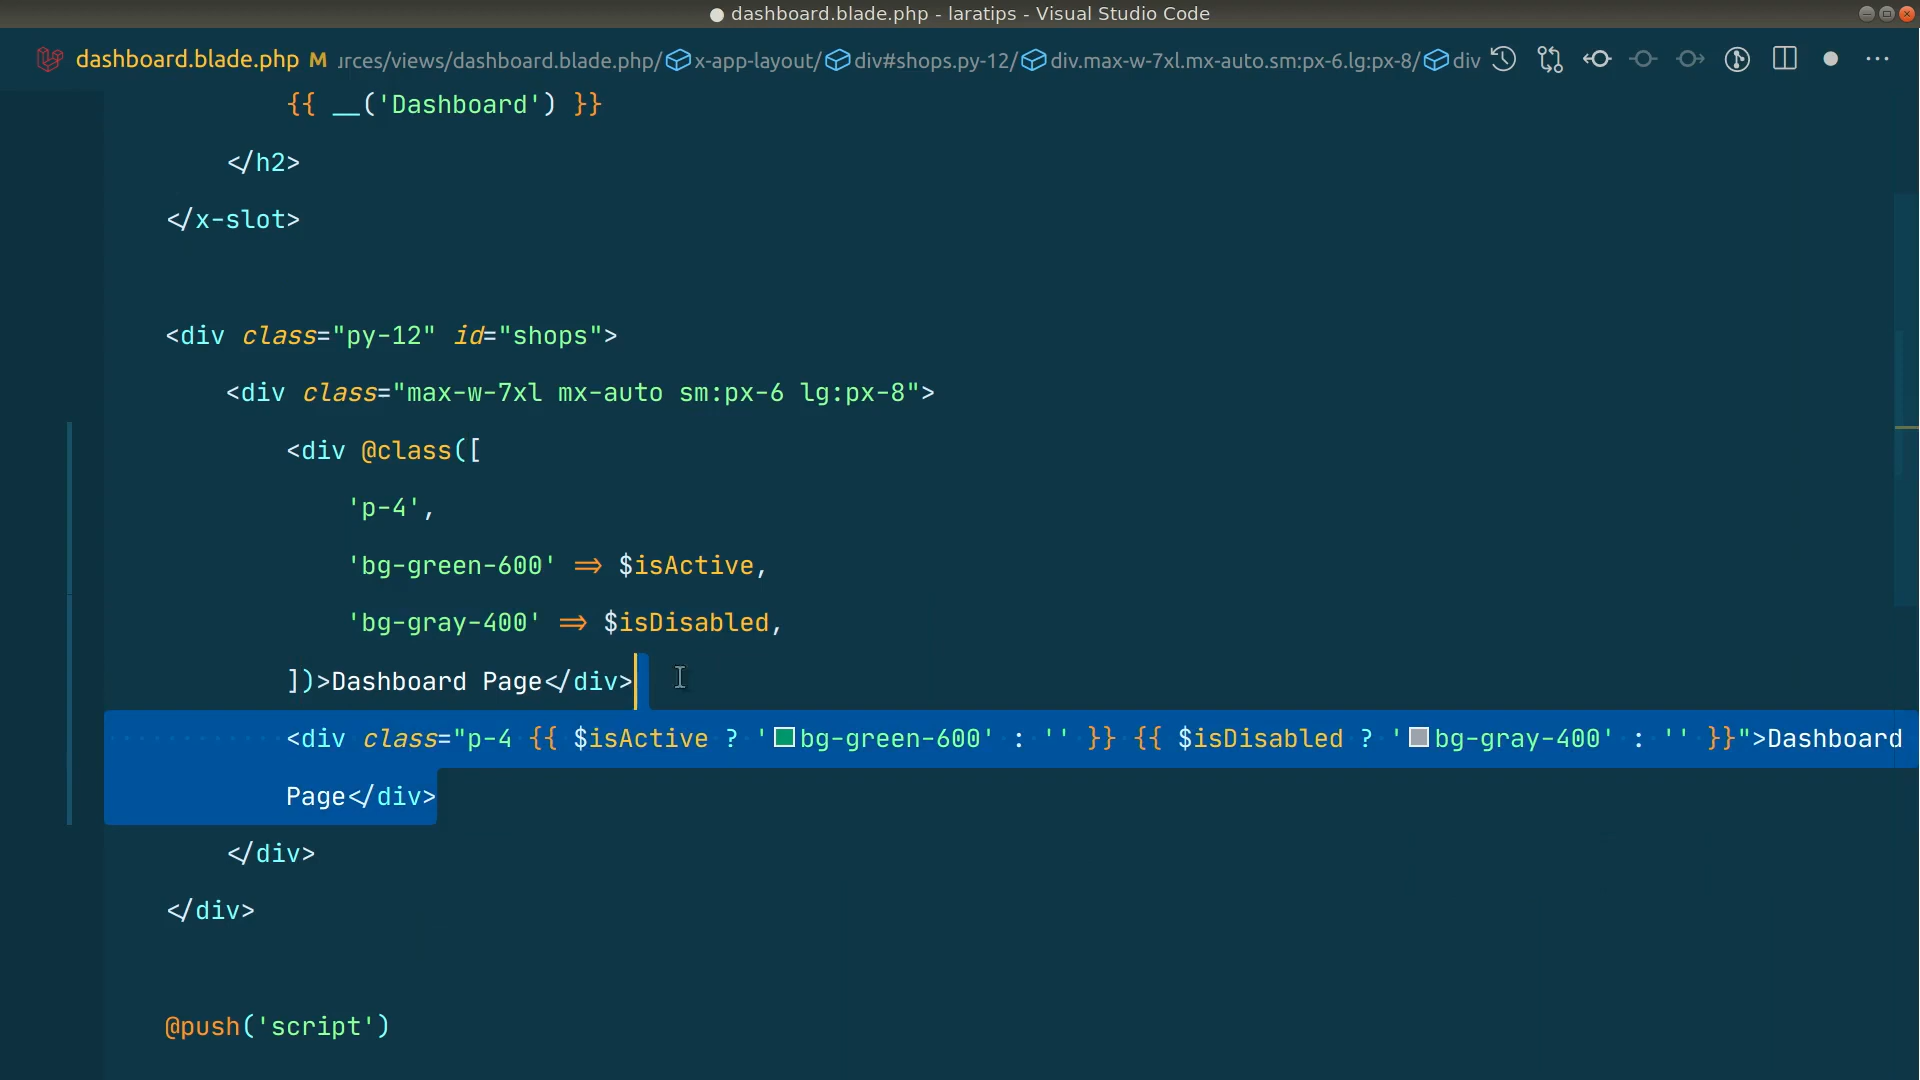 dashboard.blade.php - laratips - Visual Studio Code
dashboard.blade.php M rces/views/dashboard.blade.php/ x-app-layout/ div#shops.py-12/ div.max-w-7xl.mx-auto.sm:px-6.lg:px-8/ div
{{ __('Dashboard') }}
</h2>
</x-slot>
<div class="py-12" id="shops">
<div class="max-w-7xl mx-auto sm:px-6 lg:px-8">
<div @class([
'p-4',
'bg-green-600' => $isActive,
'bg-gray-400' => $isDisabled,
])>Dashboard Page</div>
<div class="p-4 {{ $isActive ? 'bg-green-600' : '' }} {{ $isDisabled ? 'bg-gray-400' : '' }}">Dashboard
Page</div>
</div>
</div>
@push('script')